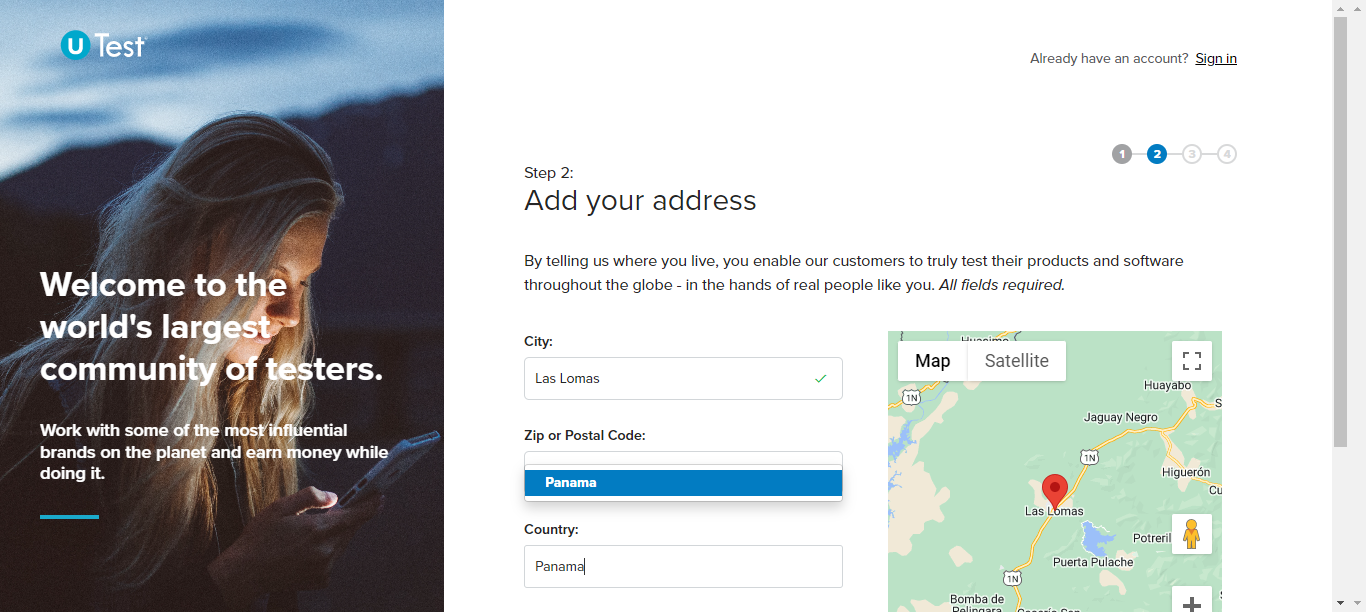 U Test
Already have an account? Sign in
1 2 3 4
Step 2:
Add your address
Welcome to the
world's largest
community of testers.
Work with some of the most influential
brands on the planet and earn money while
doing it.
By telling us where you live, you enable our customers to truly test their products and software
throughout the globe - in the hands of real people like you. All fields required.
City:
Las Lomas
Zip or Postal Code:
Panama
Country:
Panama
Map Satellite
Huayabo
1N
Jaguay Negro
1N
Higuerón
Las Lomas
Potreril
Puerta Pulache
1N
Bomba de